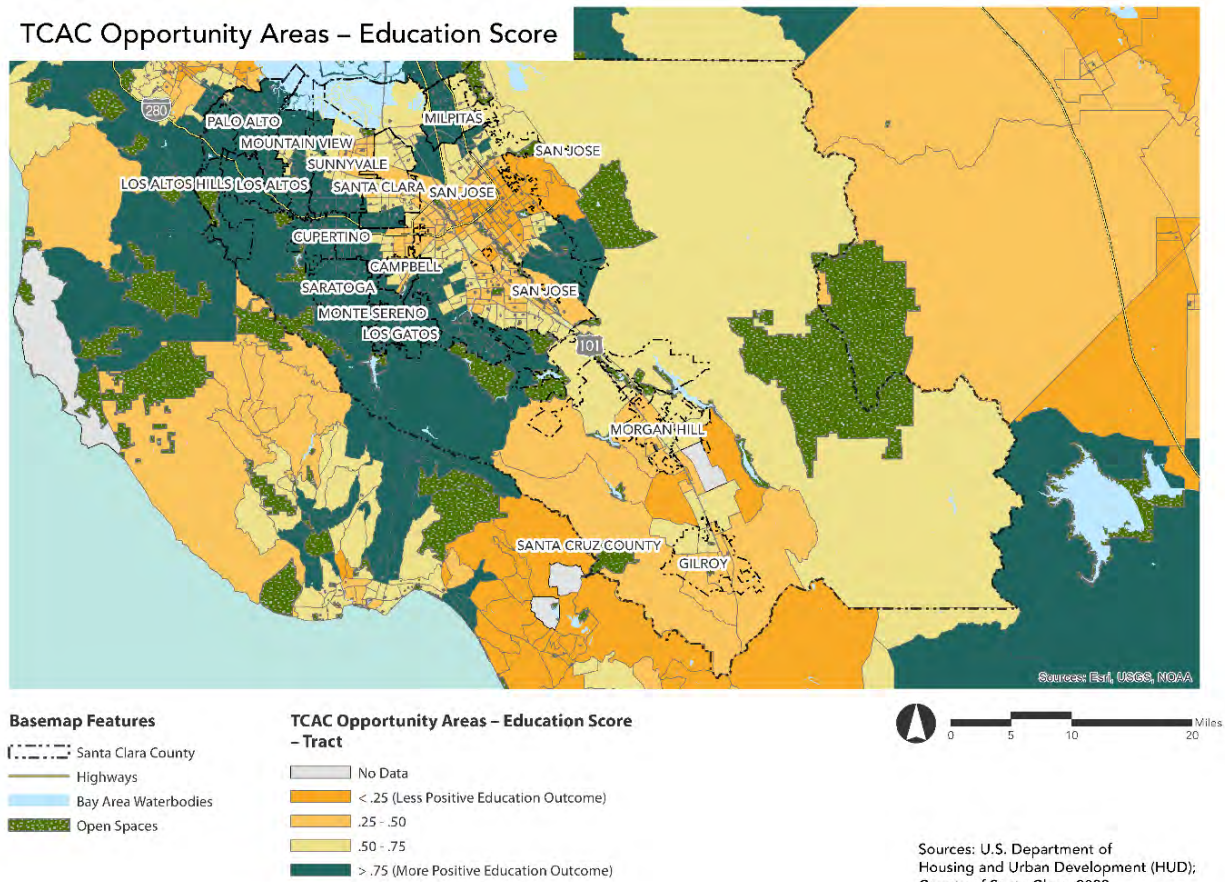 TCAC Opportunity Areas – Education Score
280
PALO ALTO
MILPITAS
MOUNTAIN VIEW
SAN JOSE
SUNNYVALE
LOS ALTOS HILLS
LOS ALTOS
SANTA CLARA
SAN JOSE
CUPERTINO
CAMPBELL
SARATOGA
SAN JOSE
MONTE SERENO
LOS GATOS
101
MORGAN HILL
SANTA CRUZ COUNTY
GILROY
Sources: Esri, USGS, NOAA
Basemap Features
Santa Clara County
Highways
Bay Area Waterbodies
Open Spaces
TCAC Opportunity Areas – Education Score
– Tract
No Data
< .25 (Less Positive Education Outcome)
.25 - .50
.50 - .75
> .75 (More Positive Education Outcome)
Miles
0 5 10 20
Sources: U.S. Department of
Housing and Urban Development (HUD);